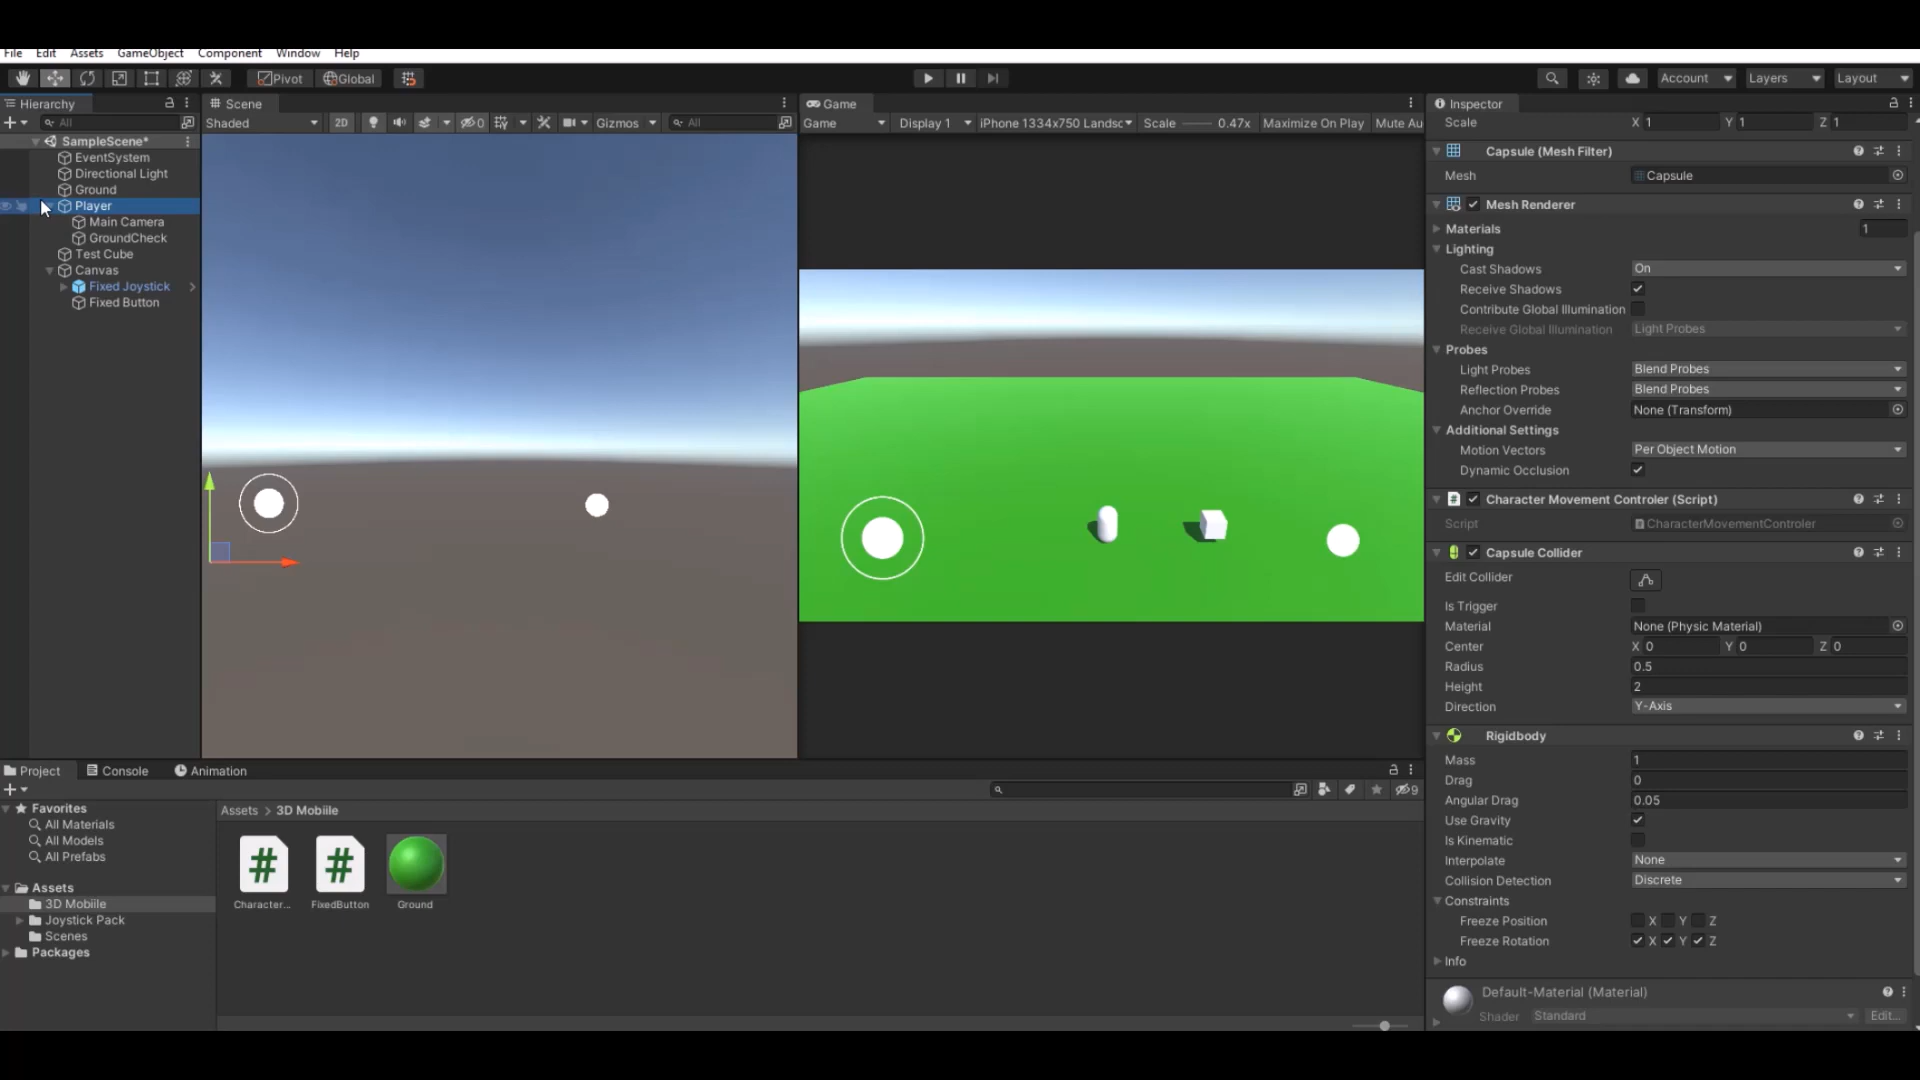 File Edit Assets GameObject Component Window Help
Pivot Global Account Layers Layout
Hierarchy Scene Game Inspector
All Shaded 2D 0 Gizmos All Game Display 1 iPhone 1334x750 Landsc Scale 0.47x Maximize On Play Mute Au
Scale X 1 Y 1 Z 1
SampleScene*
EventSystem
Directional Light
Ground
Player
Main Camera
GroundCheck
Test Cube
Canvas
Fixed Joystick
Fixed Button
Capsule (Mesh Filter)
Mesh Capsule
Mesh Renderer
Materials 1
Lighting
Cast Shadows On
Receive Shadows
Contribute Global Illumination
Receive Global Illumination Light Probes
Probes
Light Probes Blend Probes
Reflection Probes Blend Probes
Anchor Override None (Transform)
Additional Settings
Motion Vectors Per Object Motion
Dynamic Occlusion
# Character Movement Controler (Script)
Script CharacterMovementControler
Capsule Collider
Edit Collider
Is Trigger
Material None (Physic Material)
Center X 0 Y 0 Z 0
Radius 0.5
Height 2
Direction Y-Axis
Rigidbody
Mass 1
Drag 0
Angular Drag 0.05
Use Gravity
Is Kinematic
Interpolate None
Collision Detection Discrete
Constraints
Freeze Position X Y Z
Freeze Rotation X Y Z
Info
Default-Material (Material)
Shader Standard Edit...
Project Console Animation
9
Favorites
All Materials
All Models
All Prefabs
Assets
3D Mobiile
Joystick Pack
Scenes
Packages
Assets > 3D Mobiile
# #
Character... FixedButton Ground